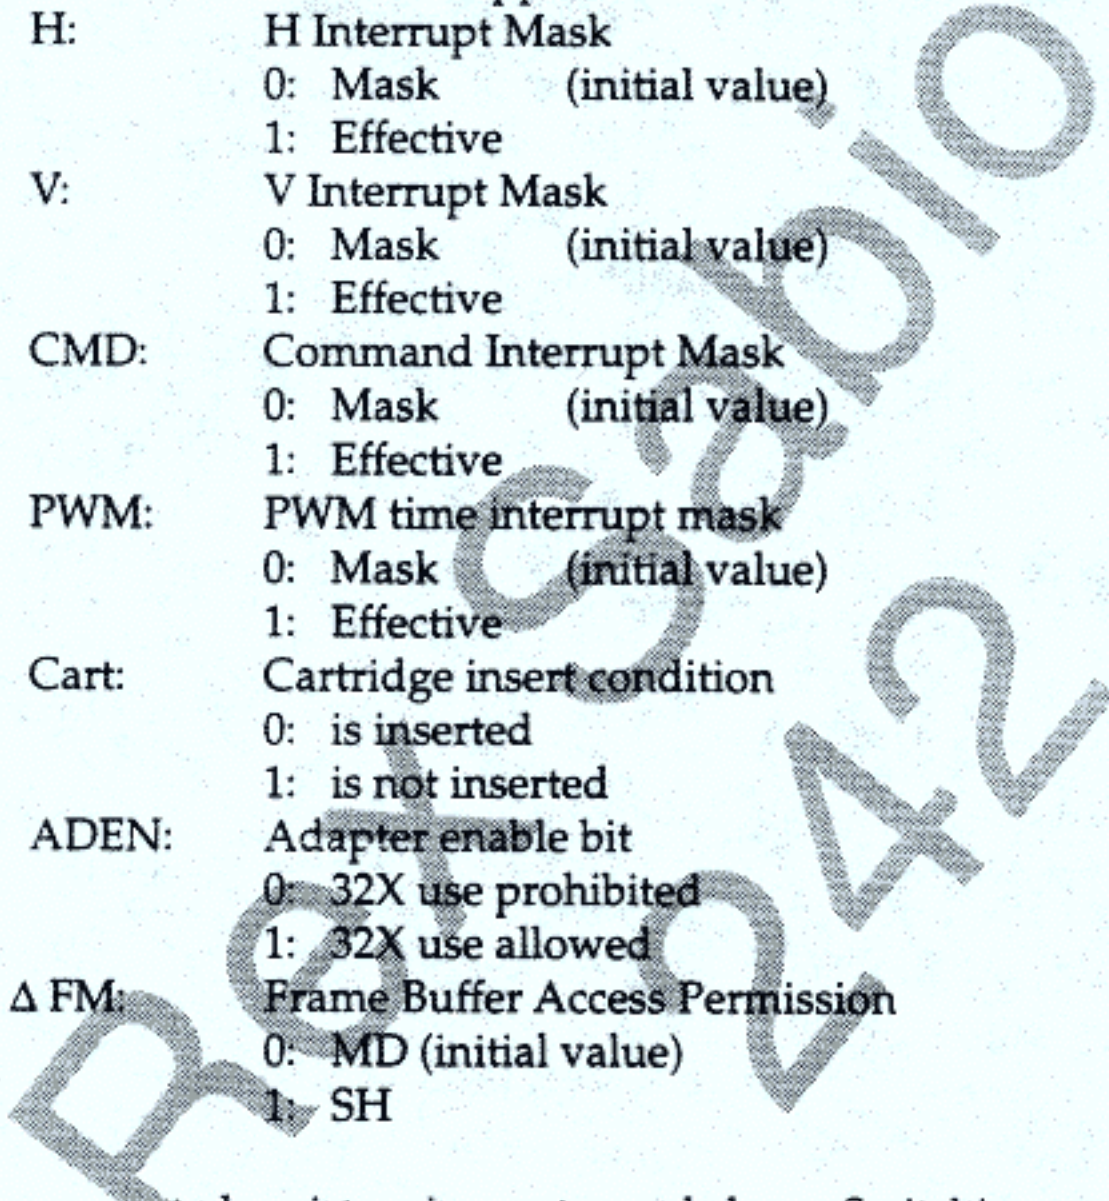 H: H Interrupt Mask
0: Mask (initial value)
1: Effective
V: V Interrupt Mask
0: Mask (initial value)
1: Effective
CMD: Command Interrupt Mask
0: Mask (initial value)
1: Effective
PWM: PWM time interrupt mask
0: Mask (initial value)
1: Effective
Cart: Cartridge insert condition
0: is inserted
1: is not inserted
ADEN: Adapter enable bit
0: 32X use prohibited
1: 32X use allowed
Δ FM: Frame Buffer Access Permission
0: MD (initial value)
1: SH
Rex Sabio
242